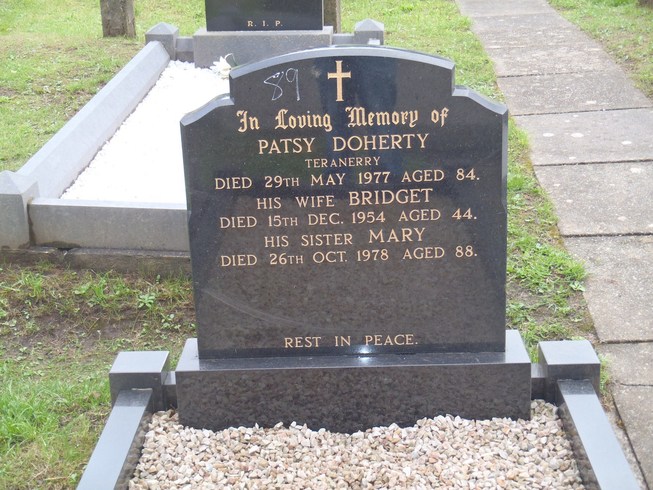 R. I. P.
89
In Loving Memory of
PATSY DOHERTY
TERANERRY
DIED 29TH MAY 1977 AGED 84.
HIS WIFE BRIDGET
DIED 15TH DEC. 1954 AGED 44.
HIS SISTER MARY
DIED 26TH OCT. 1978 AGED 88.
REST IN PEACE.